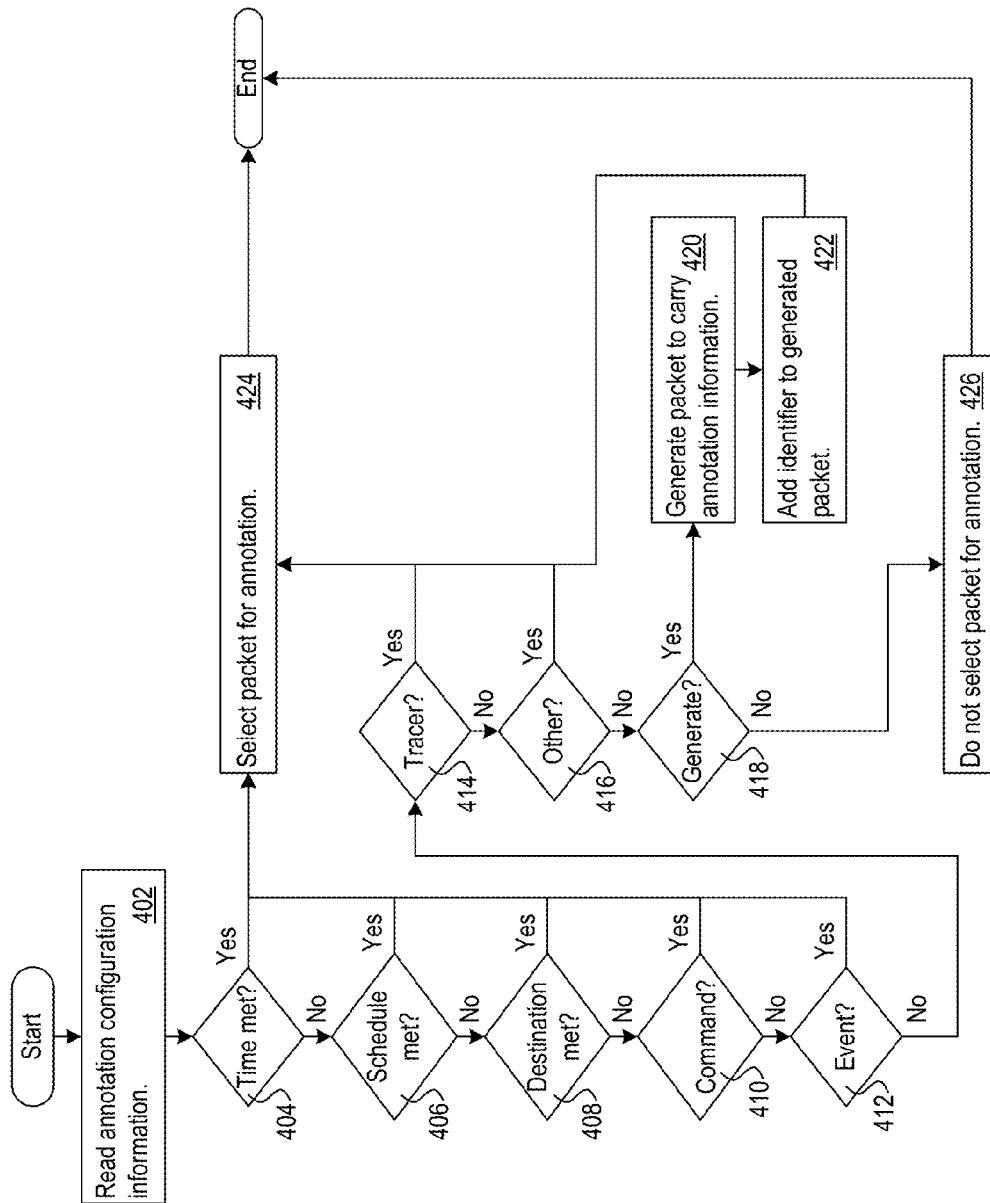 Start
Read annotation configuration
information.
402
Time met?
404
Yes
No
Schedule
met?
406
Yes
No
Destination
met?
408
Yes
No
Command?
410
Yes
No
Event?
412
Yes
No
Tracer?
414
Yes
No
Other?
416
Yes
No
Generate?
418
Yes
No
Generate packet to carry
annotation information.
420
Add identifier to generated
packet.
422
Select packet for annotation.
424
Do not select packet for annotation.
426
End